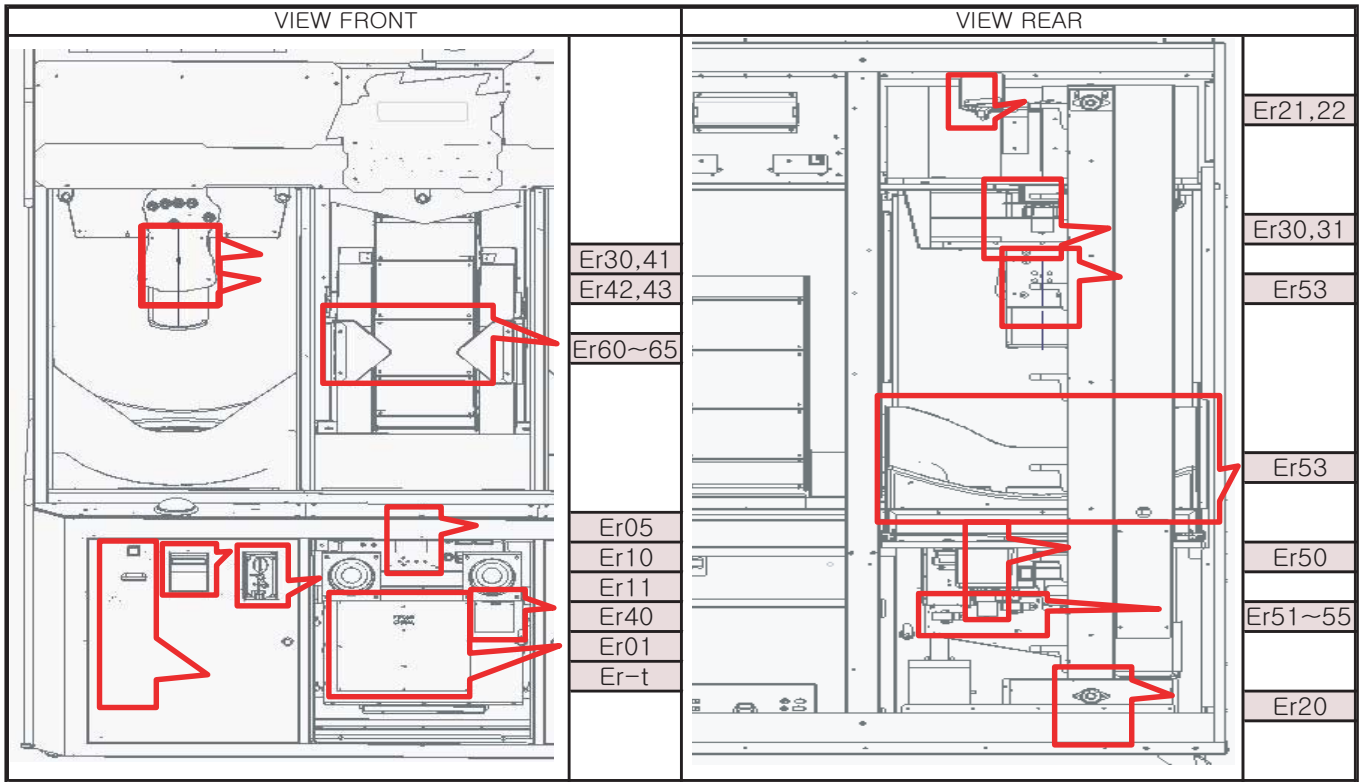 VIEW FRONT
Er30,41
Er42,43
Er60~65
Er05
Er10
Er11
Er40
Er01
Er-t
VIEW REAR
Er21,22
Er30,31
Er53
Er53
Er50
Er51~55
Er20